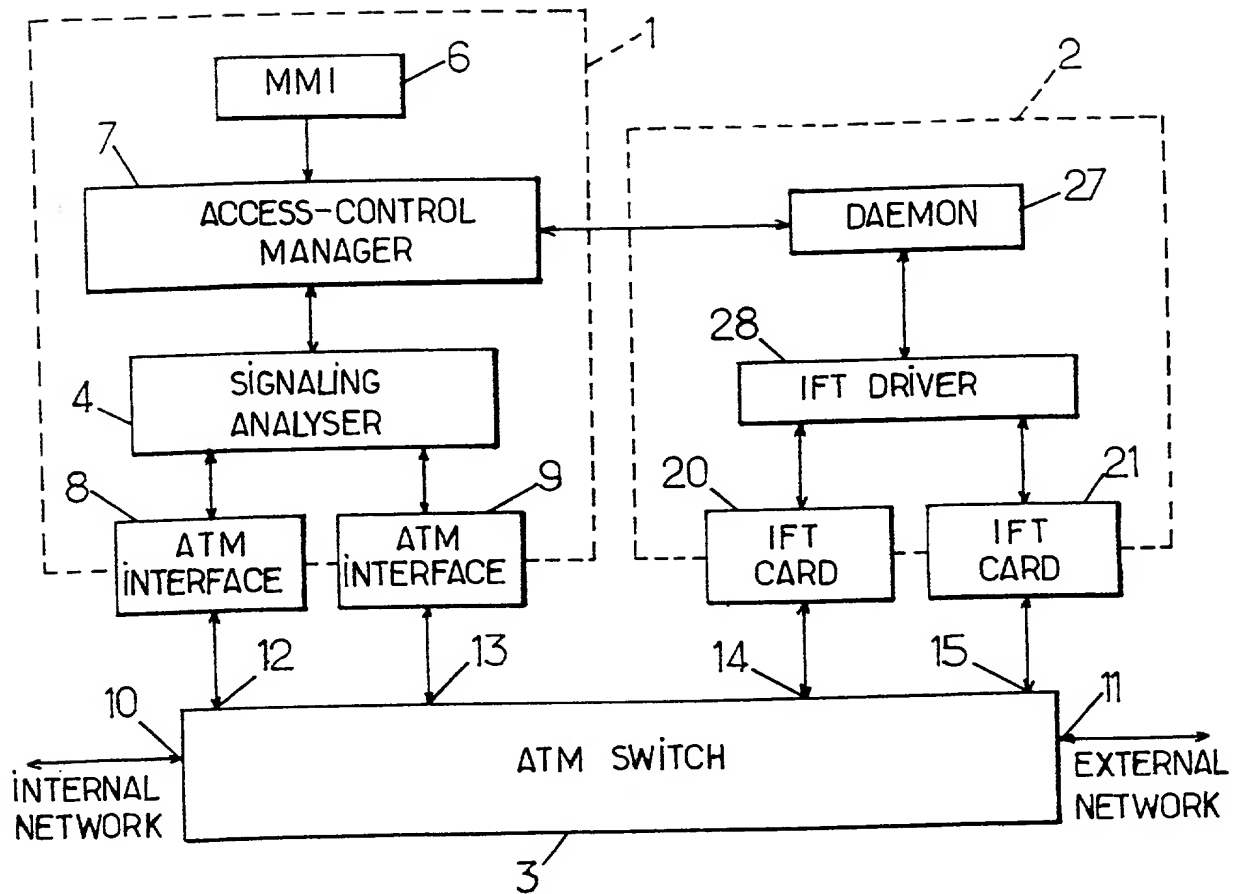 1
MMI
6
2
7
ACCESS-CONTROL
MANAGER
DAEMON
27
28
4
SIGNALING
ANALYSER
IFT DRIVER
8
9
20
21
ATM
INTERFACE
ATM
INTERFACE
IFT
CARD
IFT
CARD
12
13
14
15
10
11
INTERNAL
NETWORK
ATM SWITCH
EXTERNAL
NETWORK
3